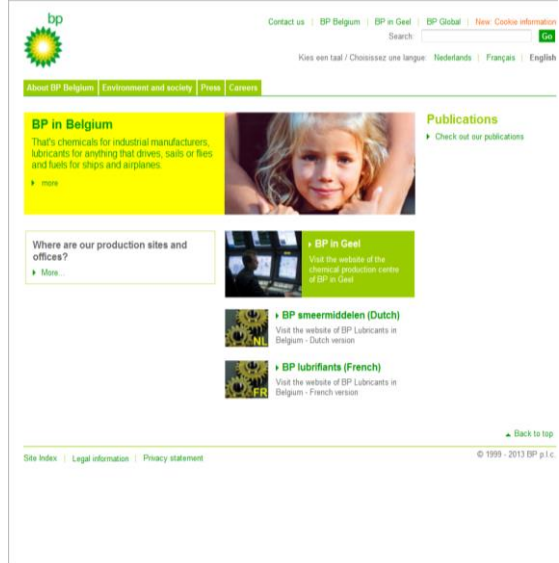 bp
Contact us | BP Belgium | BP in Geel | BP Global | New: Cookie information
Search: Go
Kies een taal / Choisissez une langue Nederlands | Français | English
About BP Belgium Environment and society Press Careers
BP in Belgium
That's chemicals for industrial manufacturers,
lubricants for anything that drives, sails or flies
and fuels for ships and airplanes.
more
Publications
Check out our publications
Where are our production sites and
offices?
More...
BP in Geel
Visit the website of the
chemical production centre
of BP in Geel
NL
BP smeermiddelen (Dutch)
Visit the website of BP Lubricants in
Belgium - Dutch version
FR
BP lubrifiants (French)
Visit the website of BP Lubricants in
Belgium - French version
Back to top
Site Index | Legal information | Privacy statement
© 1999 - 2013 BP p.l.c.